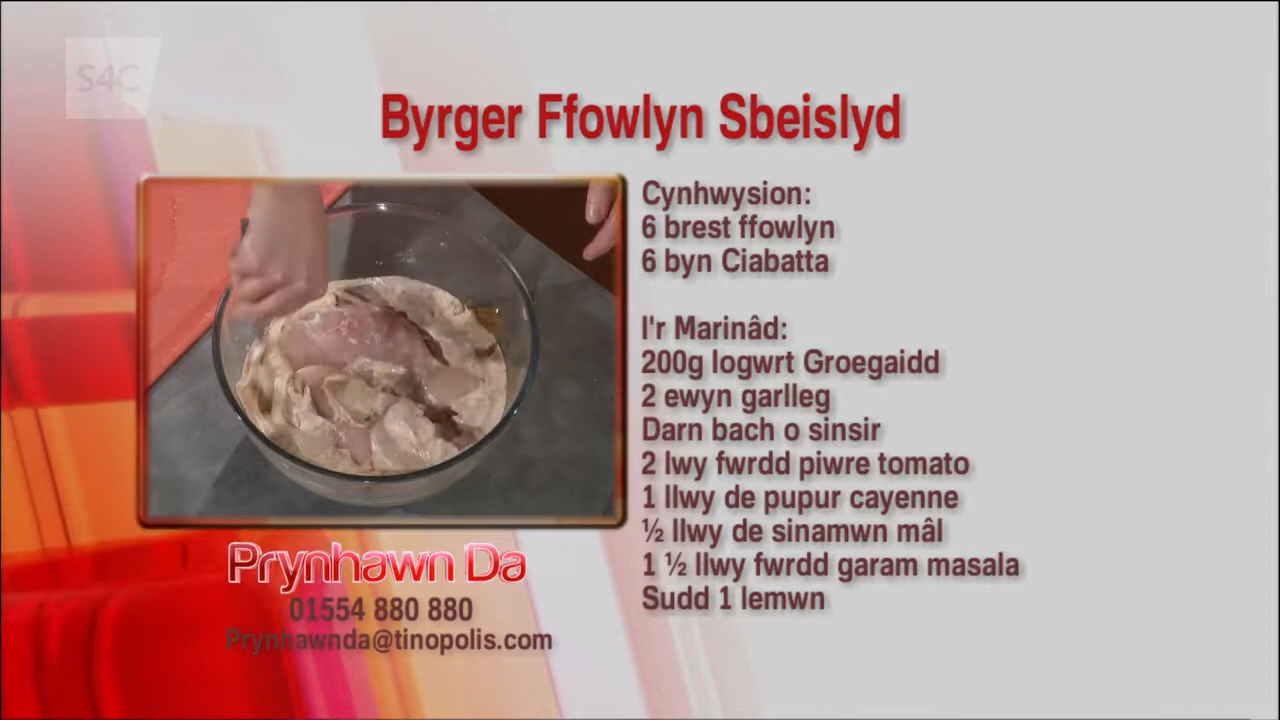 S4C
Byrger Ffowlyn Sbeislyd
Cynhwysion:
6 brest ffowlyn
6 byn Ciabatta
I'r Marinâd:
200g Iogwrt Groegaidd
2 ewyn garlleg
Darn bach o sinsir
2 lwy fwrdd piwre tomato
1 llwy de pupur cayenne
½ llwy de sinamwn mâl
1 ½ llwy fwrdd garam masala
Sudd 1 lemwn
Prynhawn Da
01554 880 880
Prynhawnda@tinopolis.com